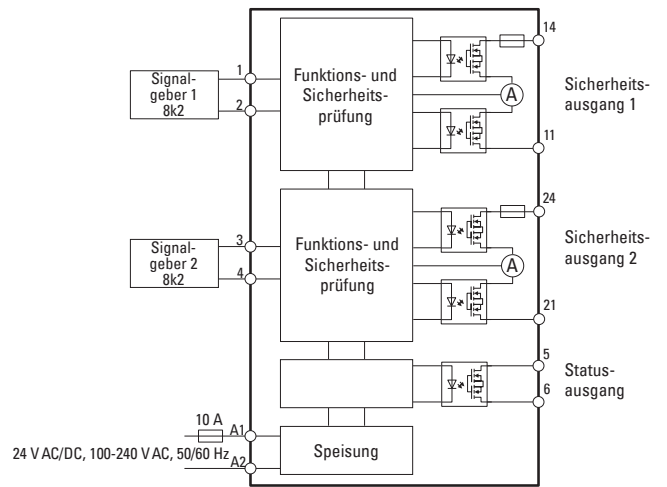 14
1
Signal-
geber 1
8k2
2
Funktions- und
Sicherheits-
prüfung
A
Sicherheits-
ausgang 1
11
24
3
Signal-
geber 2
8k2
4
Funktions- und
Sicherheits-
prüfung
A
Sicherheits-
ausgang 2
21
5
Status-
ausgang
6
10 A
A1
24 V AC/DC, 100-240 V AC, 50/60 Hz
A2
Speisung